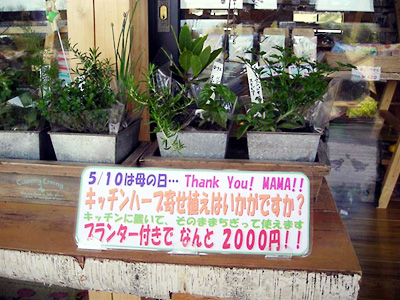 5/10は母の日… Thank You! MAMA!!
キッチンハーブ寄せ植えはいかがですか？
キッチンに置いて、そのままちぎって使えます
プランター付きで なんと 2000円!!